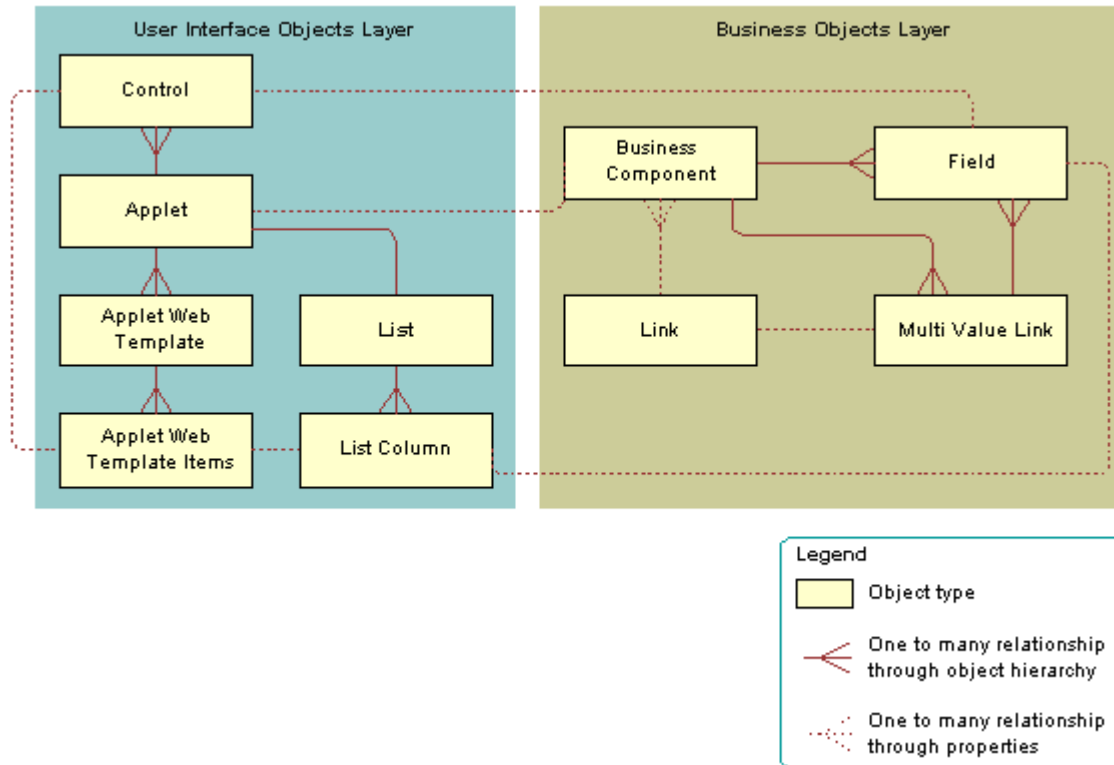 User Interface Objects Layer
Control
Applet
Applet Web
Template
List
Applet Web
Template Items
List Column
Business Objects Layer
Business
Component
Field
Link
Multi Value Link
Legend
Object type
One to many relationship
through object hierarchy
One to many relationship
through properties